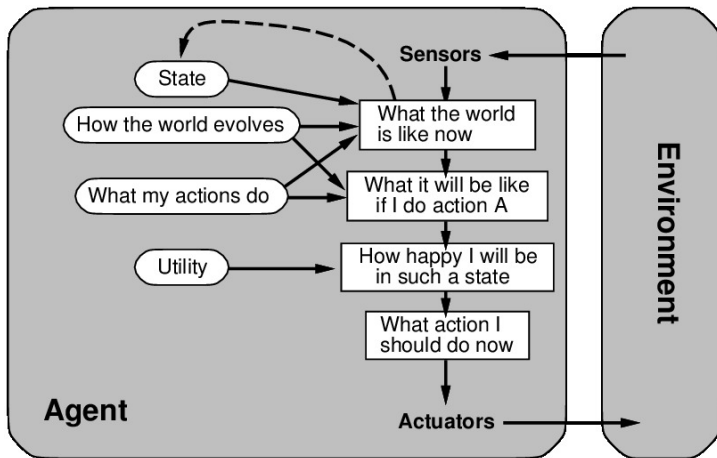 Sensors
State
What the world
is like now
How the world evolves
What my actions do
What it will be like
if I do action A
Utility
How happy I will be
in such a state
What action I
should do now
Agent
Actuators
Environment